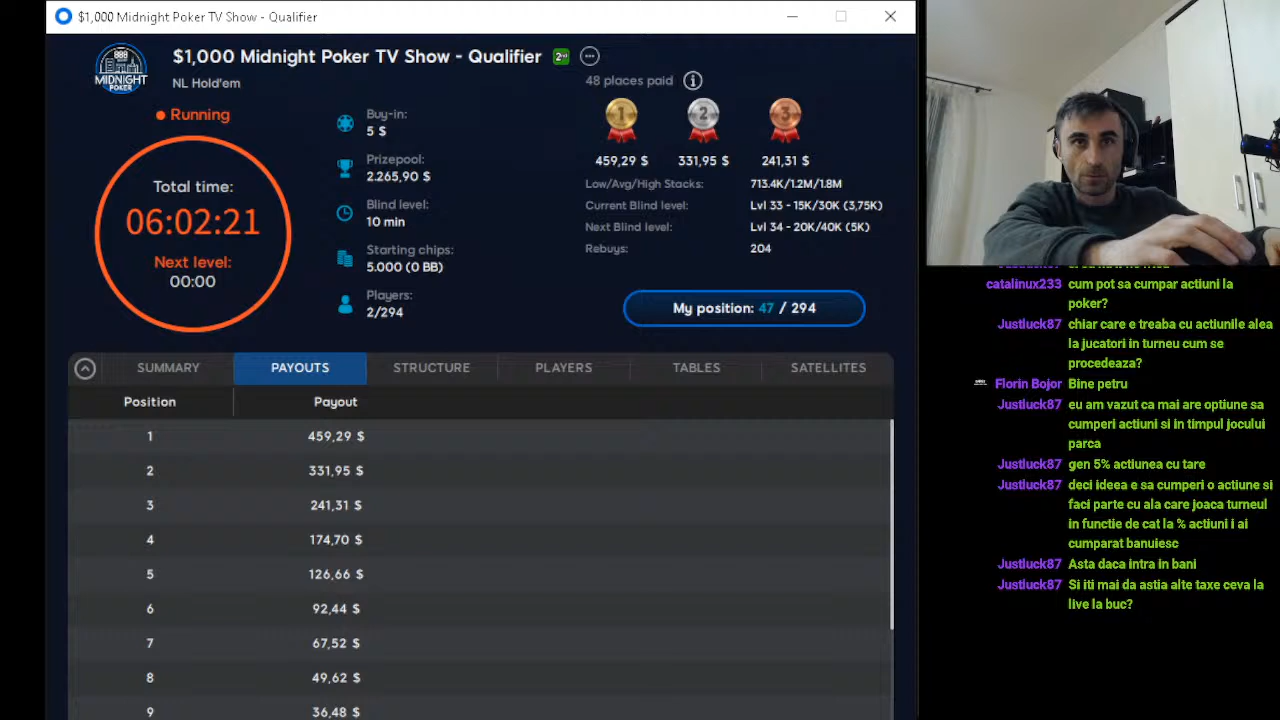 $1,000 Midnight Poker TV Show - Qualifier
888
MIDNIGHT
POKER
$1,000 Midnight Poker TV Show - Qualifier
2nd
NL Hold'em
48 places paid
Running
Total time:
06:02:21
Next level:
00:00
Buy-in:
5 $
Prizepool:
2.265,90 $
Blind level:
10 min
Starting chips:
5.000 (0 BB)
Players:
2/294
1
2
3
459,29 $
331,95 $
241,31 $
Low/Avg/High Stacks: 713.4K/1.2M/1.8M
Current Blind level: Lvl 33 - 15K/30K (3,75K)
Next Blind level: Lvl 34 - 20K/40K (5K)
Rebuys: 204
My position: 47 / 294
SUMMARY PAYOUTS STRUCTURE PLAYERS TABLES SATELLITES
Position Payout
1 459,29 $
2 331,95 $
3 241,31 $
4 174,70 $
5 126,66 $
6 92,44 $
7 67,52 $
8 49,62 $
9 36,48 $
catalinux233 cum pot sa cumpar actiuni la
poker?
Justluck87 chiar care e treaba cu actiunile alea
la jucatori in turneu cum se
procedeaza?
Florin Bojor Bine petru
Justluck87 eu am vazut ca mai are optiune sa
cumperi actiuni si in timpul jocului
parca
Justluck87 gen 5% actiunea cu tare
Justluck87 deci ideea e sa cumperi o actiune si
faci parte cu ala care joaca turneul
in functie de cat la % actiuni i ai
cumparat banuiesc
Justluck87 Asta daca intra in bani
Justluck87 Si iti mai da astia alte taxe ceva la
live la buc?